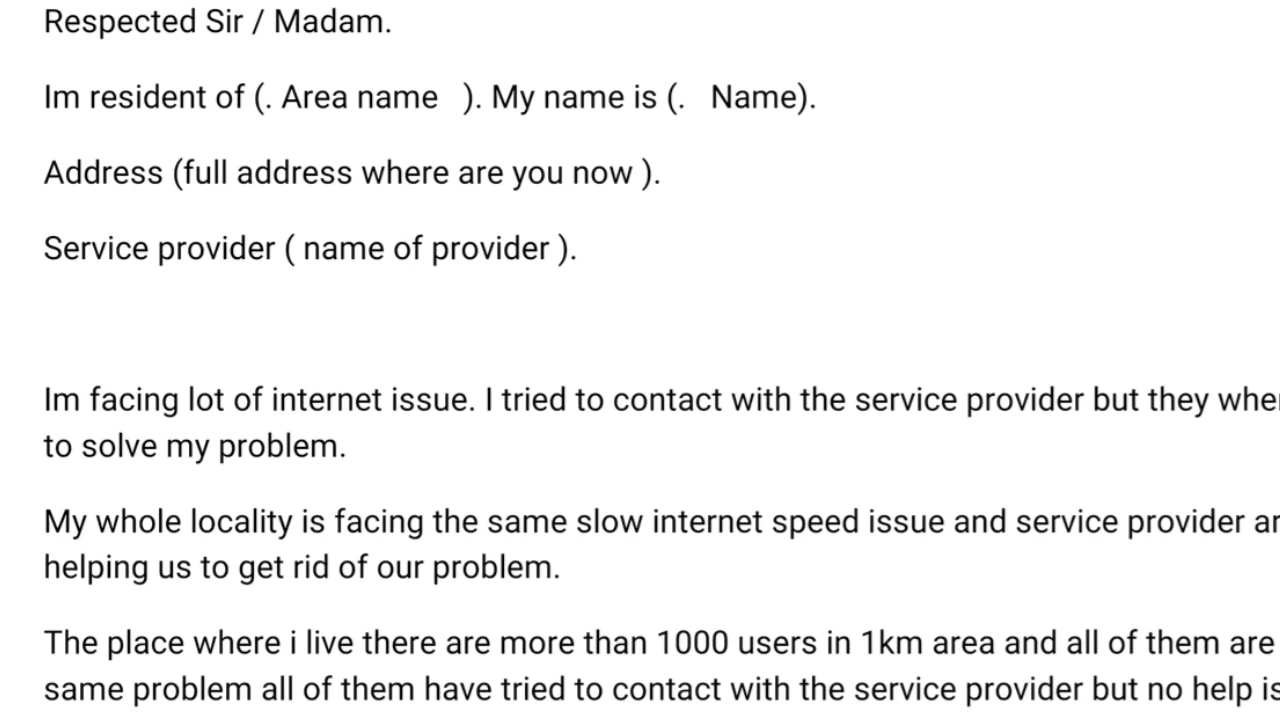 Respected Sir / Madam.
Im resident of (. Area name ). My name is (. Name).
Address (full address where are you now ).
Service provider ( name of provider ).
Im facing lot of internet issue. I tried to contact with the service provider but they
to solve my problem.
My whole locality is facing the same slow internet speed issue and service provider
helping us to get rid of our problem.
The place where i live there are more than 1000 users in 1km area and all of them are
same problem all of them have tried to contact with the service provider but no help